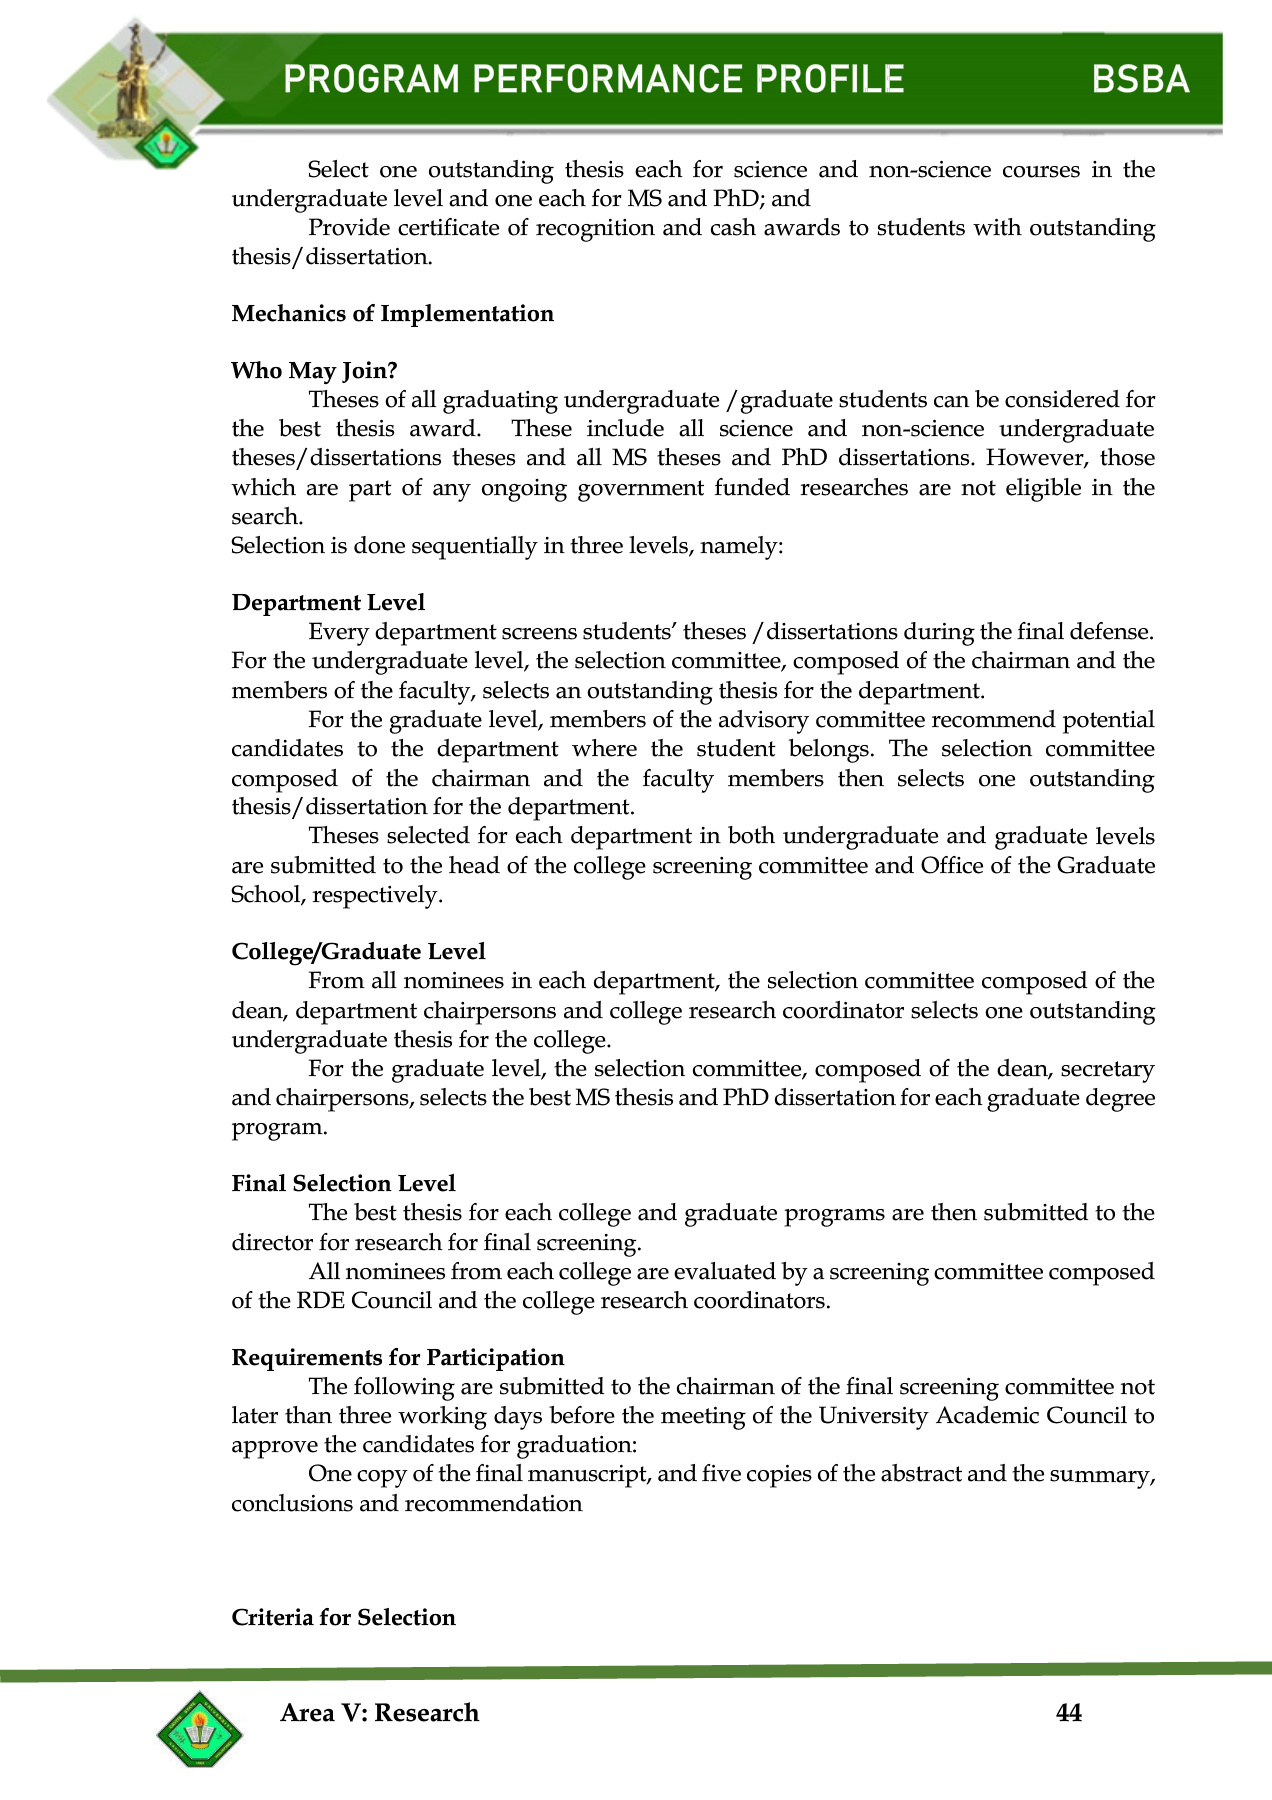 PROGRAM PERFORMANCE PROFILE BSBA
Select one outstanding thesis each for science and non-science courses in the
undergraduate level and one each for MS and PhD; and
Provide certificate of recognition and cash awards to students with outstanding
thesis/dissertation.
Mechanics of Implementation
Who May Join?
Theses of all graduating undergraduate /graduate students can be considered for
the best thesis award. These include all science and non-science undergraduate
theses/dissertations theses and all MS theses and PhD dissertations. However, those
which are part of any ongoing government funded researches are not eligible in the
search.
Selection is done sequentially in three levels, namely:
Department Level
Every department screens students’ theses /dissertations during the final defense.
For the undergraduate level, the selection committee, composed of the chairman and the
members of the faculty, selects an outstanding thesis for the department.
For the graduate level, members of the advisory committee recommend potential
candidates to the department where the student belongs. The selection committee
composed of the chairman and the faculty members then selects one outstanding
thesis/dissertation for the department.
Theses selected for each department in both undergraduate and graduate levels
are submitted to the head of the college screening committee and Office of the Graduate
School, respectively.
College/Graduate Level
From all nominees in each department, the selection committee composed of the
dean, department chairpersons and college research coordinator selects one outstanding
undergraduate thesis for the college.
For the graduate level, the selection committee, composed of the dean, secretary
and chairpersons, selects the best MS thesis and PhD dissertation for each graduate degree
program.
Final Selection Level
The best thesis for each college and graduate programs are then submitted to the
director for research for final screening.
All nominees from each college are evaluated by a screening committee composed
of the RDE Council and the college research coordinators.
Requirements for Participation
The following are submitted to the chairman of the final screening committee not
later than three working days before the meeting of the University Academic Council to
approve the candidates for graduation:
One copy of the final manuscript, and five copies of the abstract and the summary,
conclusions and recommendation
Criteria for Selection
Area V: Research 44